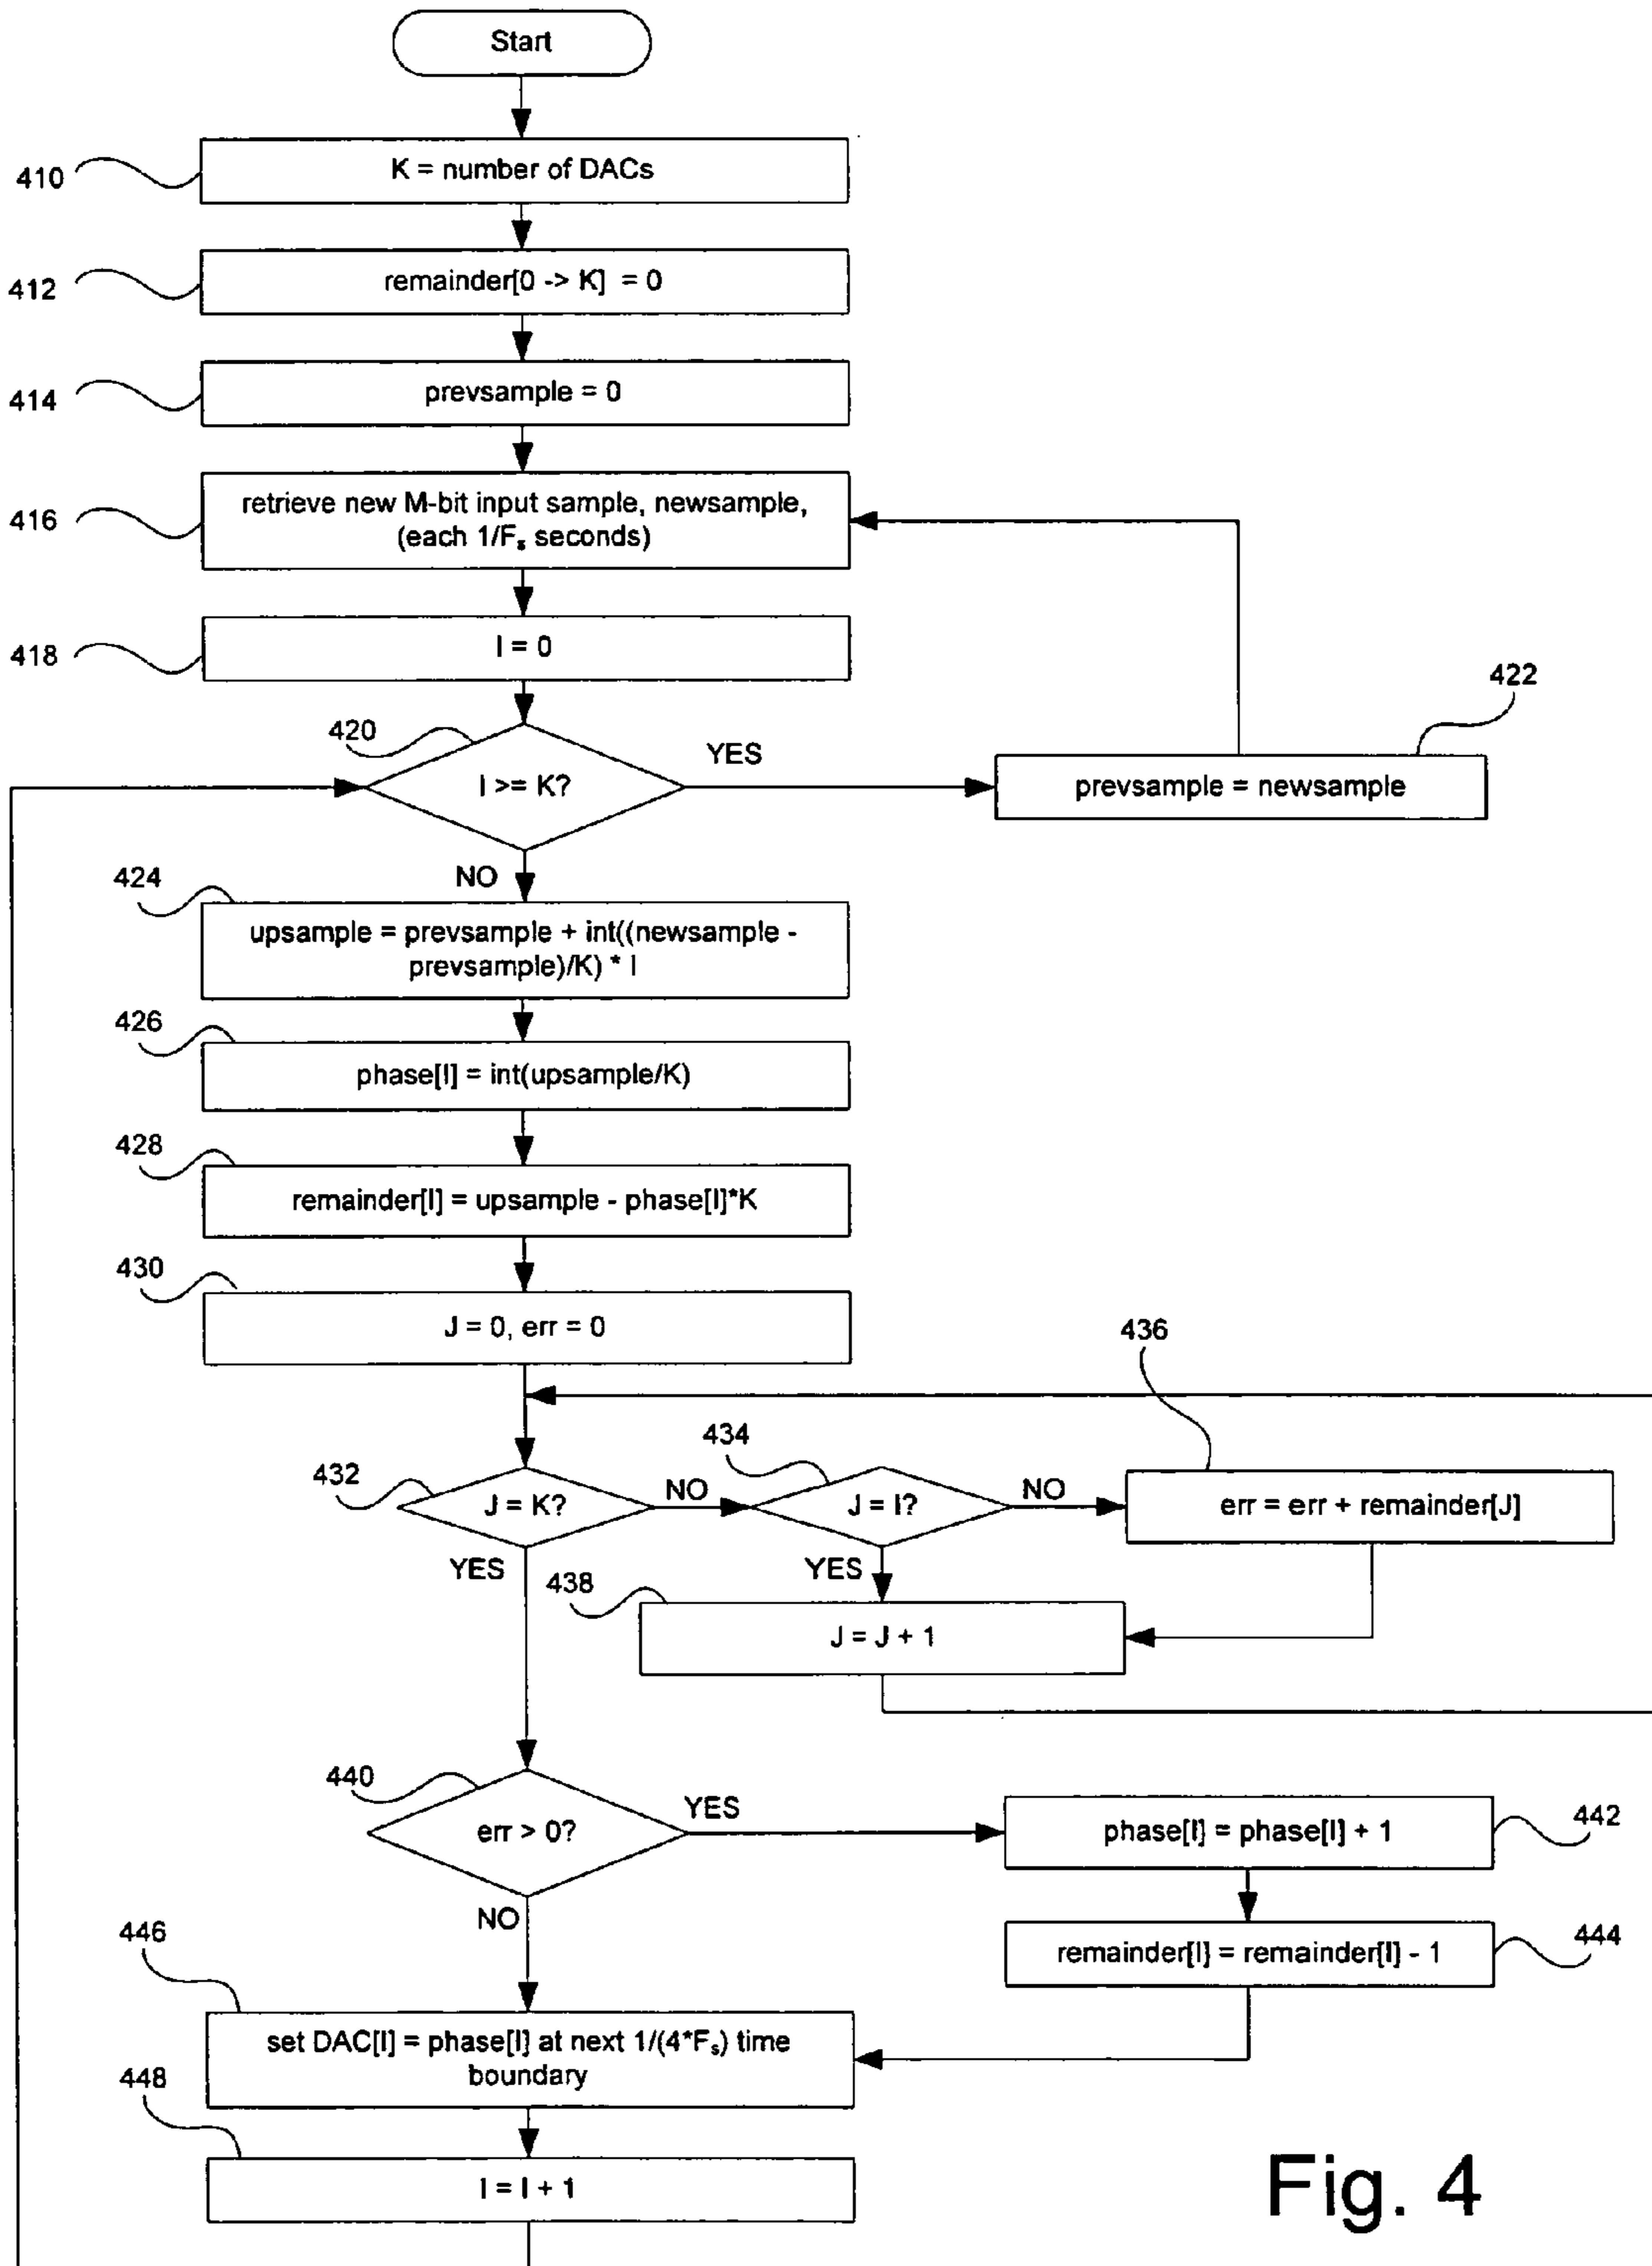 Start
410
K = number of DACs
412
remainder[0 -> K] = 0
414
prevsample = 0
416
retrieve new M-bit input sample, newsample,
(each 1/Fs seconds)
418
I = 0
422
420
I >= K?
YES
prevsample = newsample
NO
424
upsample = prevsample + int((newsample -
prevsample)/K) * I
426
phase[I] = int(upsample/K)
428
remainder[I] = upsample - phase[I]*K
430
J = 0, err = 0
436
434
432
J = K?
NO
J = I?
NO
err = err + remainder[J]
YES
YES
438
J = J + 1
440
err > 0?
YES
phase[I] = phase[I] + 1
442
NO
446
remainder[I] = remainder[I] - 1
444
set DAC[I] = phase[I] at next 1/(4*Fs) time
boundary
448
I = I + 1
Fig. 4